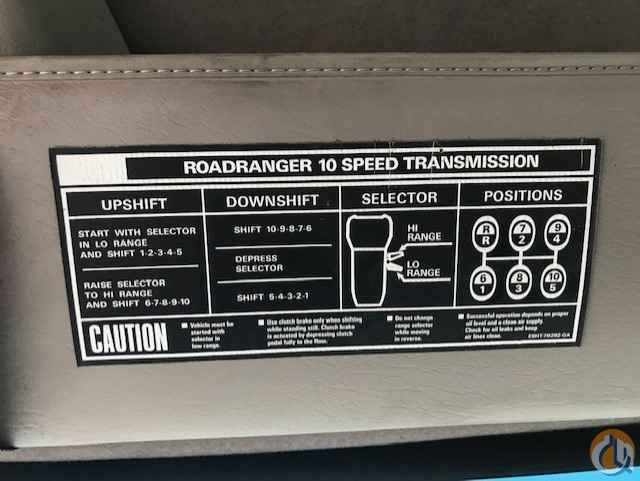 ROADRANGER 10 SPEED TRANSMISSION
UPSHIFT
START WITH SELECTOR
IN LO RANGE
AND SHIFT 1-2-3-4-5
RAISE SELECTOR
TO HI RANGE
AND SHIFT 6-7-8-9-10
DOWNSHIFT
SHIFT 10-9-8-7-6
DEPRESS
SELECTOR
SHIFT 5-4-3-2-1
SELECTOR
HI
RANGE
LO
RANGE
POSITIONS
R 7 9
R 2 4
6 8 10
1 3 5
CAUTION
Vehicle must be
started with
selector in
low range.
Use clutch brake only when shifting
while standing still. Clutch brake
is actuated by depressing clutch
pedal fully to the floor.
Do not change
range selector
while moving
in reverse.
Successful operation depends on proper
oil level and a clean air supply.
Check for oil leaks and keep
air lines clean.